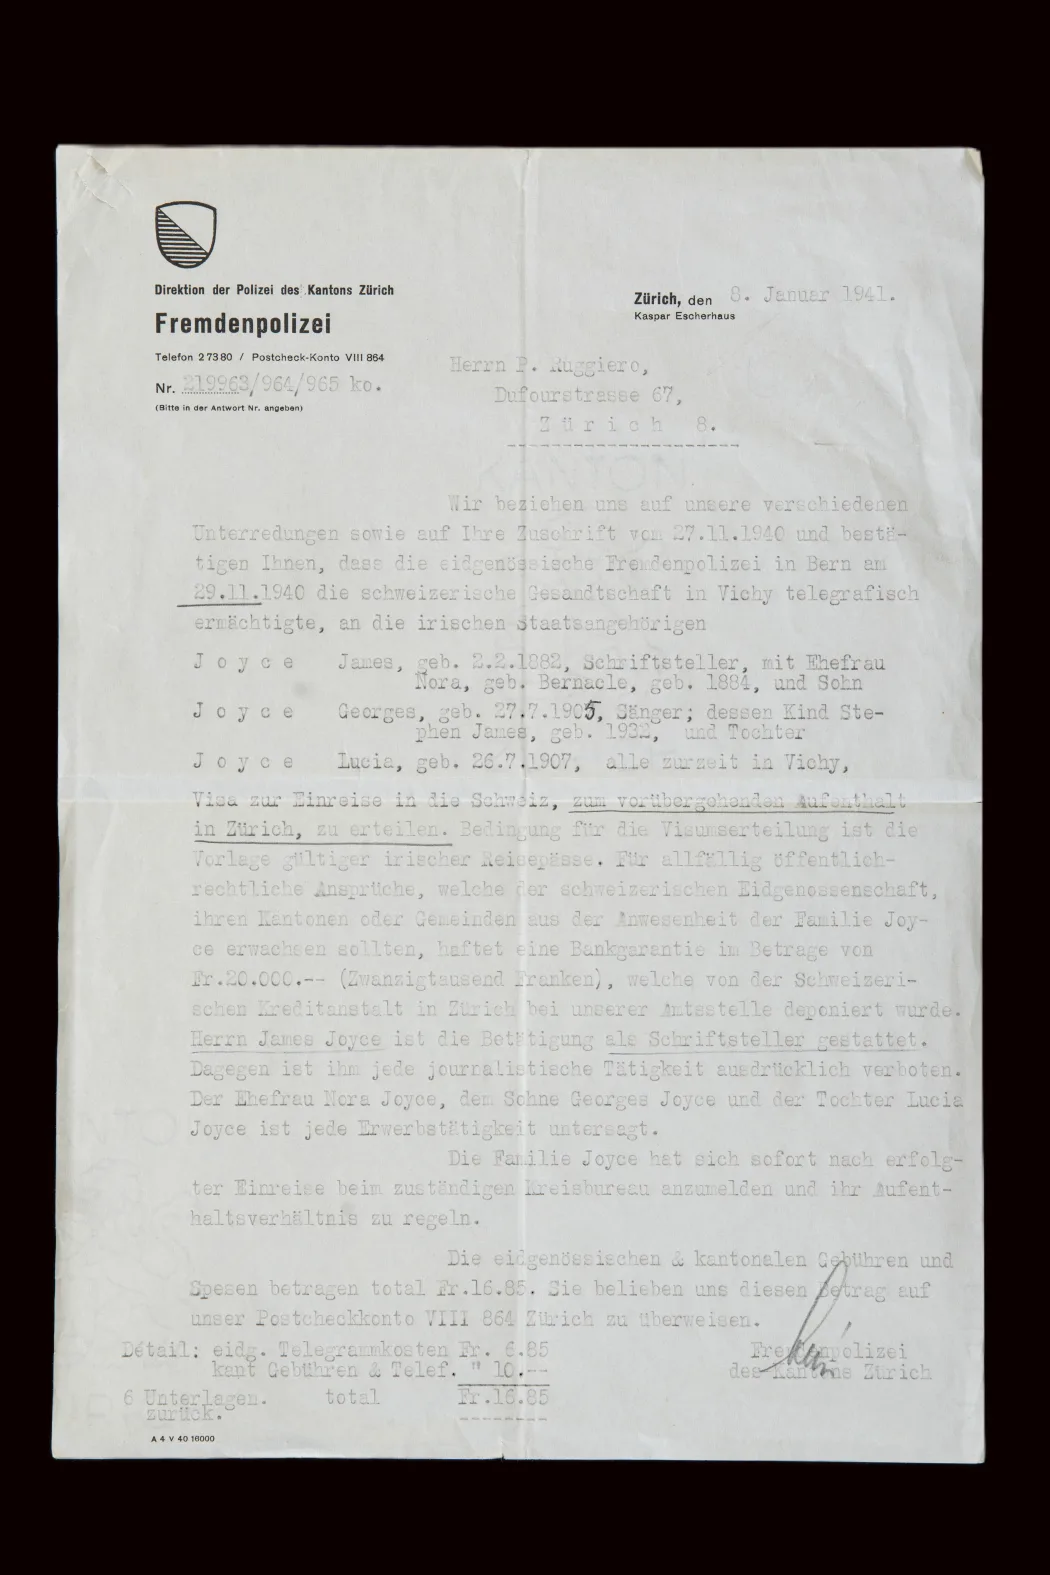 Direktion der Polizei des Kantons Zürich
Fremdenpolizei
Telefon 2 73 80 / Postcheck-Konto VIII 864
Nr. 219963/964/965 ko.
(Bitte in der Antwort Nr. angeben)
Zürich, den 8. Januar 1941.
Kaspar Escherhaus
Herrn P. Ruggiero,
Dufourstrasse 67,
Zürich 8.
Wir beziehen uns auf unsere verschiedenen
Unterredungen sowie auf Ihre Zuschrift vom 27.11.1940 und bestä-
tigen Ihnen, dass die eidgenössische Fremdenpolizei in Bern am
29.11.1940 die schweizerische Gesandtschaft in Vichy telegrafisch
ermächtigte, an die irischen Staatsangehörigen
Joyce James, geb. 2.2.1882, Schriftsteller, mit Ehefrau
Nora, geb. Bernacle, geb. 1884, und Sohn
Joyce Georges, geb. 27.7.1905, Sänger; dessen Kind Ste-
phen James, geb. 1932, und Tochter
Joyce Lucia, geb. 26.7.1907, alle zurzeit in Vichy,
Visa zur Einreise in die Schweiz, zum vorübergehenden Aufenthalt
in Zürich, zu erteilen. Bedingung für die Visumserteilung ist die
Vorlage gültiger irischer Reisepässe. Für allfällig öffentlich-
rechtliche Ansprüche, welche der schweizerischen Eidgenossenschaft,
ihren Kantonen oder Gemeinden aus der Anwesenheit der Familie Joy-
ce erwachsen sollten, haftet eine Bankgarantie im Betrage von
Fr.20.000.-- (Zwanzigtausend Franken), welche von der Schweizeri-
schen Kreditanstalt in Zürich bei unserer Amtsstelle deponiert wurde.
Herrn James Joyce ist die Betätigung als Schriftsteller gestattet.
Dagegen ist ihm jede journalistische Tätigkeit ausdrücklich verboten.
Der Ehefrau Nora Joyce, dem Sohne Georges Joyce und der Tochter Lucia
Joyce ist jede Erwerbstätigkeit untersagt.
Die Familie Joyce hat sich sofort nach erfolg-
ter Einreise beim zuständigen Kreisbureau anzumelden und ihr Aufent-
haltsverhältnis zu regeln.
Die eidgenössischen & kantonalen Gebühren und
Spesen betragen total Fr.16.85. Sie belieben uns diesen Betrag auf
unser Postcheckkonto VIII 864 Zürich zu überweisen.
Détail: eidg. Telegrammkosten Fr. 6.85
kant Gebühren & Telef. " 10.--
6 Unterlagen. total Fr.16.85
zurück.
Fremdenpolizei
des Kantons Zürich
A 4 V 40 16000